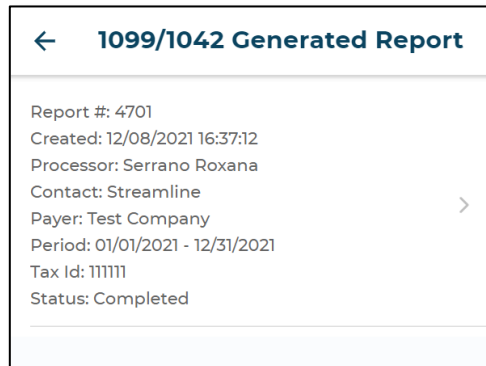 1099/1042 Generated Report
Report #: 4701
Created: 12/08/2021 16:37:12
Processor: Serrano Roxana
Contact: Streamline
Payer: Test Company
Period: 01/01/2021 - 12/31/2021
Tax Id: 111111
Status: Completed